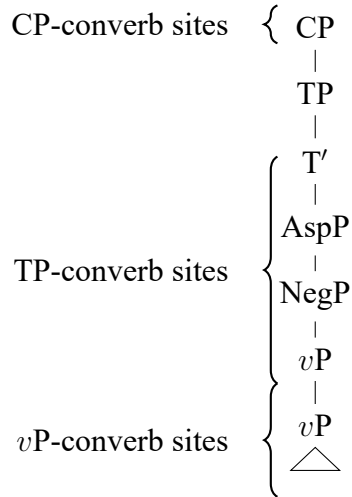 CP-converb sites CP
TP
T′
AspP
TP-converb sites
NegP
vP
vP-converb sites vP